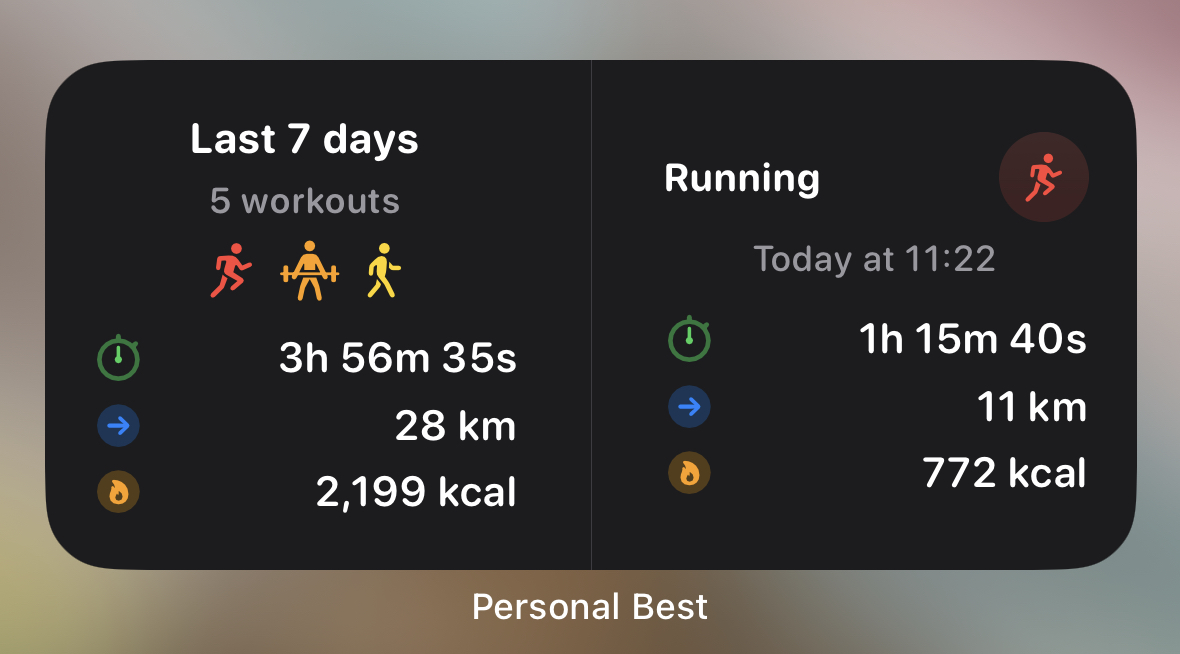 Last 7 days
5 workouts
3h 56m 35s
28 km
2,199 kcal
Running
Today at 11:22
1h 15m 40s
11 km
772 kcal
Personal Best